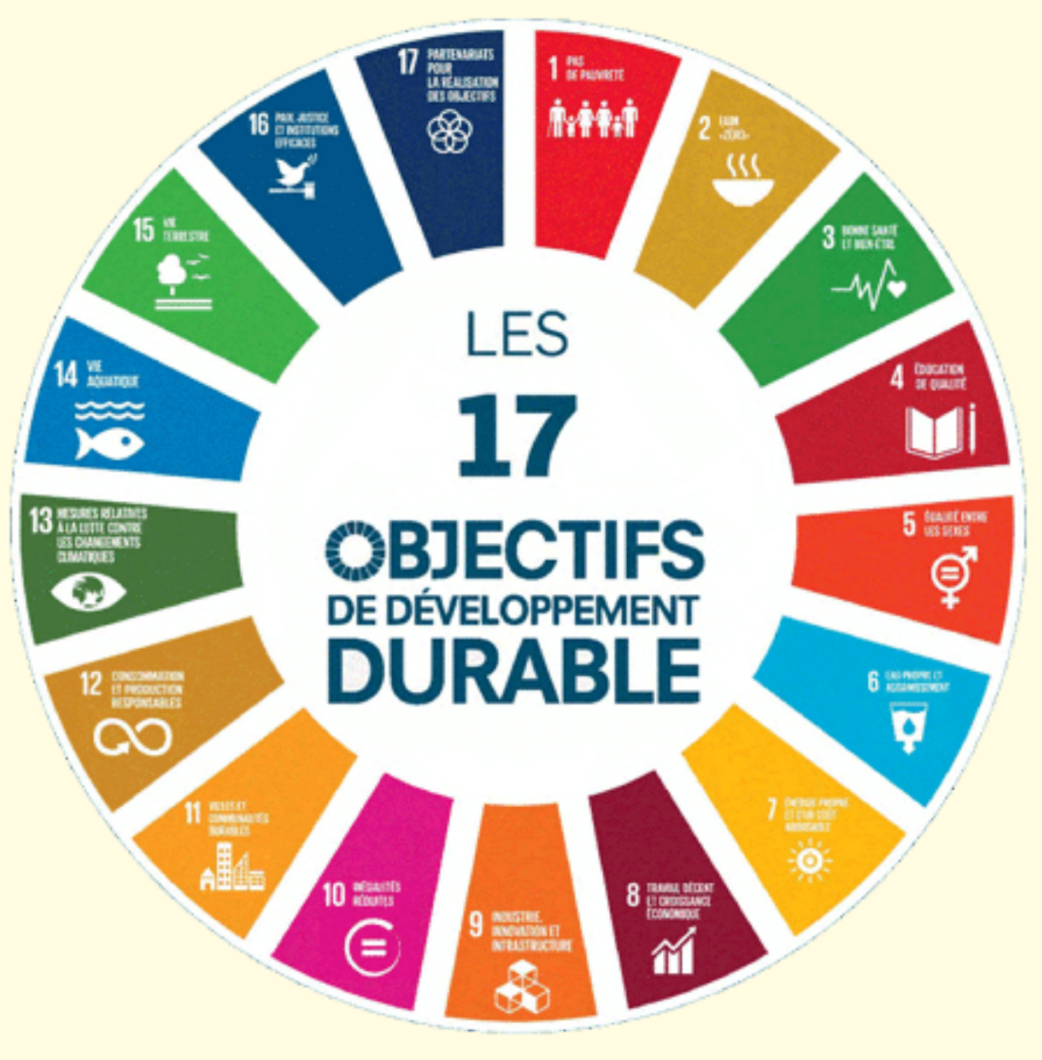 LES
17
OBJECTIFS
DE DÉVELOPPEMENT
DURABLE
1 PAS
DE PAUVRETÉ
2 FAIM
«ZÉRO»
3 BONNE SANTÉ
ET BIEN-ÊTRE
4 ÉDUCATION
DE QUALITÉ
5 ÉGALITÉ ENTRE
LES SEXES
6 EAU PROPRE ET
ASSAINISSEMENT
7 ÉNERGIE PROPRE
ET D'UN COÛT
ABORDABLE
8 TRAVAIL DÉCENT
ET CROISSANCE
ÉCONOMIQUE
9 INDUSTRIE,
INNOVATION ET
INFRASTRUCTURE
10 INÉGALITÉS
RÉDUITES
11 VILLES ET
COMMUNAUTÉS
DURABLES
12 CONSOMMATION
ET PRODUCTION
RESPONSABLES
13 MESURES RELATIVES
À LA LUTTE CONTRE
LES CHANGEMENTS
CLIMATIQUES
14 VIE
AQUATIQUE
15 VIE
TERRESTRE
16 PAIX, JUSTICE
ET INSTITUTIONS
EFFICACES
17 PARTENARIATS
POUR
LA RÉALISATION
DES OBJECTIFS